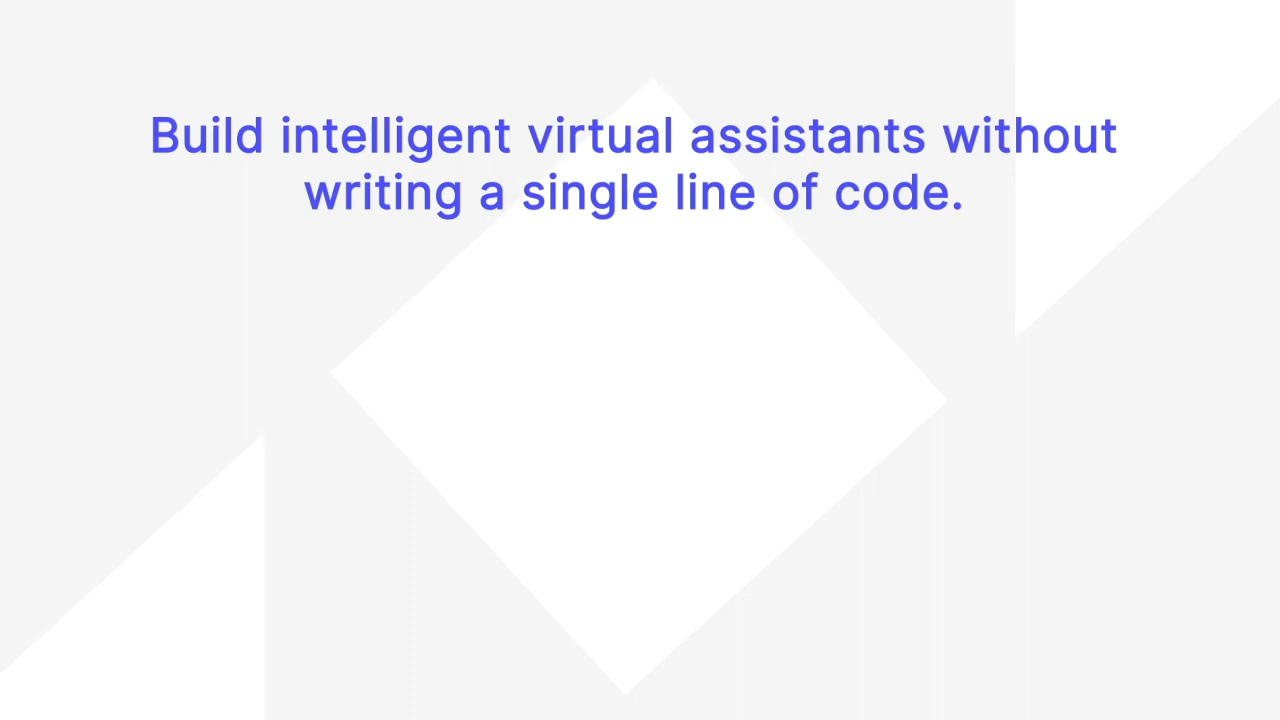 Build intelligent virtual assistants without
writing a single line of code.